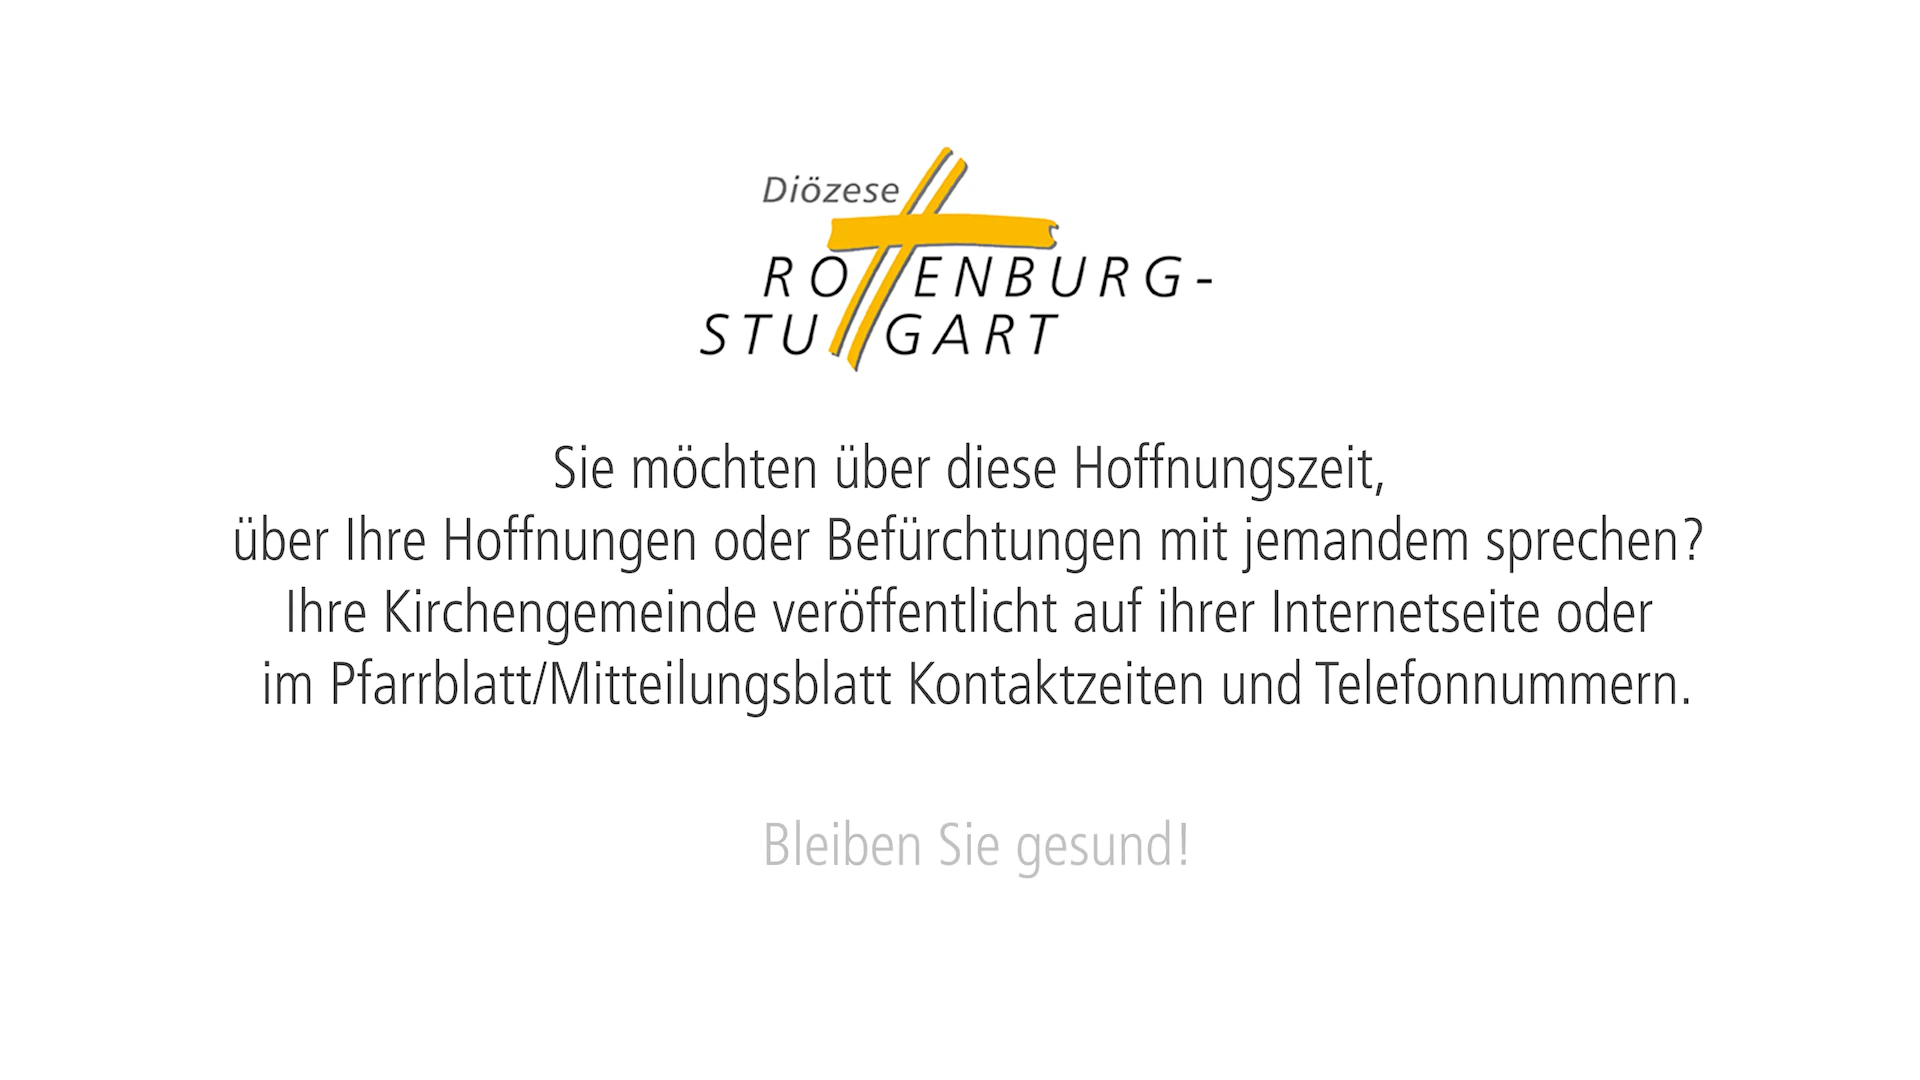 Diözese
ROTTENBURG-
STUTTGART
Sie möchten über diese Hoffnungszeit,
über Ihre Hoffnungen oder Befürchtungen mit jemandem sprechen?
Ihre Kirchengemeinde veröffentlicht auf ihrer Internetseite oder
im Pfarrblatt/Mitteilungsblatt Kontaktzeiten und Telefonnummern.
Bleiben Sie gesund!